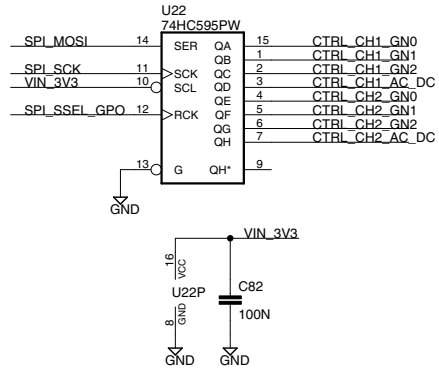 U22
74HC595PW
SPI_MOSI 14 SER QA 15 CTRL_CH1_GN0
QB 1 CTRL_CH1_GN1
SPI_SCK 11 SCK QC 2 CTRL_CH1_GN2
VIN_3V3 10 SCL QD 3 CTRL_CH1_AC_DC
QE 4 CTRL_CH2_GN0
SPI_SSEL_GPO 12 RCK QF 5 CTRL_CH2_GN1
QG 6 CTRL_CH2_GN2
QH 7 CTRL_CH2_AC_DC
13 G QH* 9
GND
VIN_3V3
16 VCC
U22P C82
8 GND 100N
GND GND